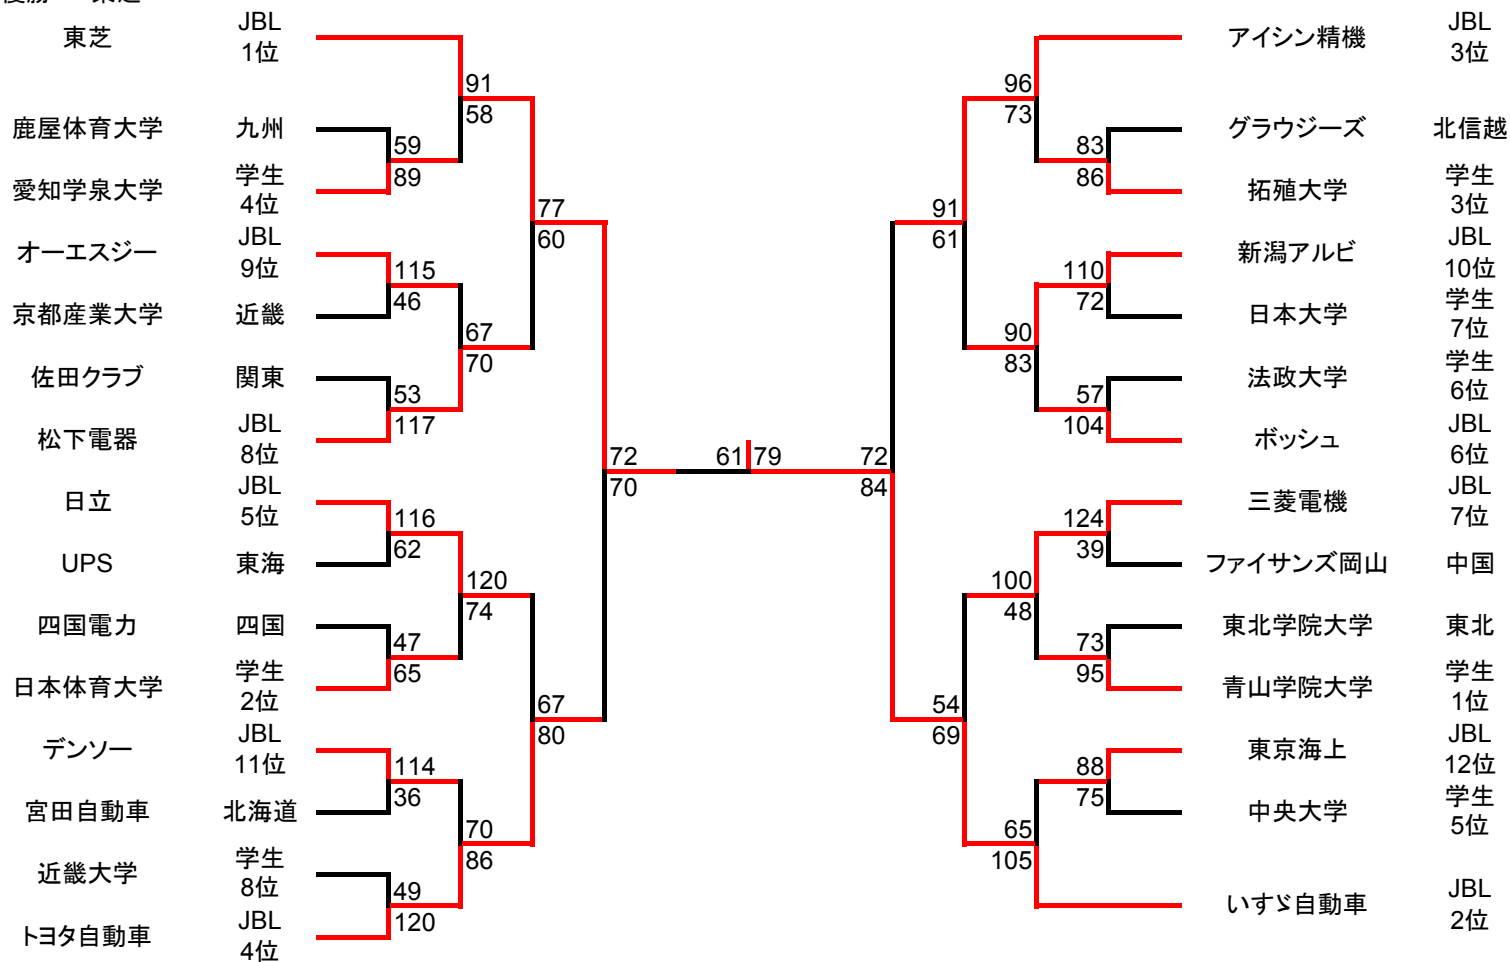 東芝 JBL 1位
91
58
鹿屋体育大学 九州
59
89
愛知学泉大学 学生 4位
77
60
オーエスジー JBL 9位
115
46
京都産業大学 近畿
67
70
佐田クラブ 関東
53
117
松下電器 JBL 8位
72
70
日立 JBL 5位
116
62
UPS 東海
120
74
四国電力 四国
47
65
日本体育大学 学生 2位
67
80
デンソー JBL 11位
114
36
宮田自動車 北海道
70
86
近畿大学 学生 8位
49
120
トヨタ自動車 JBL 4位
61 79
アイシン精機 JBL 3位
96
73
グラウジーズ 北信越
83
86
拓殖大学 学生 3位
91
61
新潟アルビ JBL 10位
110
72
日本大学 学生 7位
90
83
法政大学 学生 6位
57
104
ボッシュ JBL 6位
72
84
三菱電機 JBL 7位
124
39
ファイサンズ岡山 中国
100
48
東北学院大学 東北
73
95
青山学院大学 学生 1位
54
69
東京海上 JBL 12位
88
75
中央大学 学生 5位
65
105
いすゞ自動車 JBL 2位